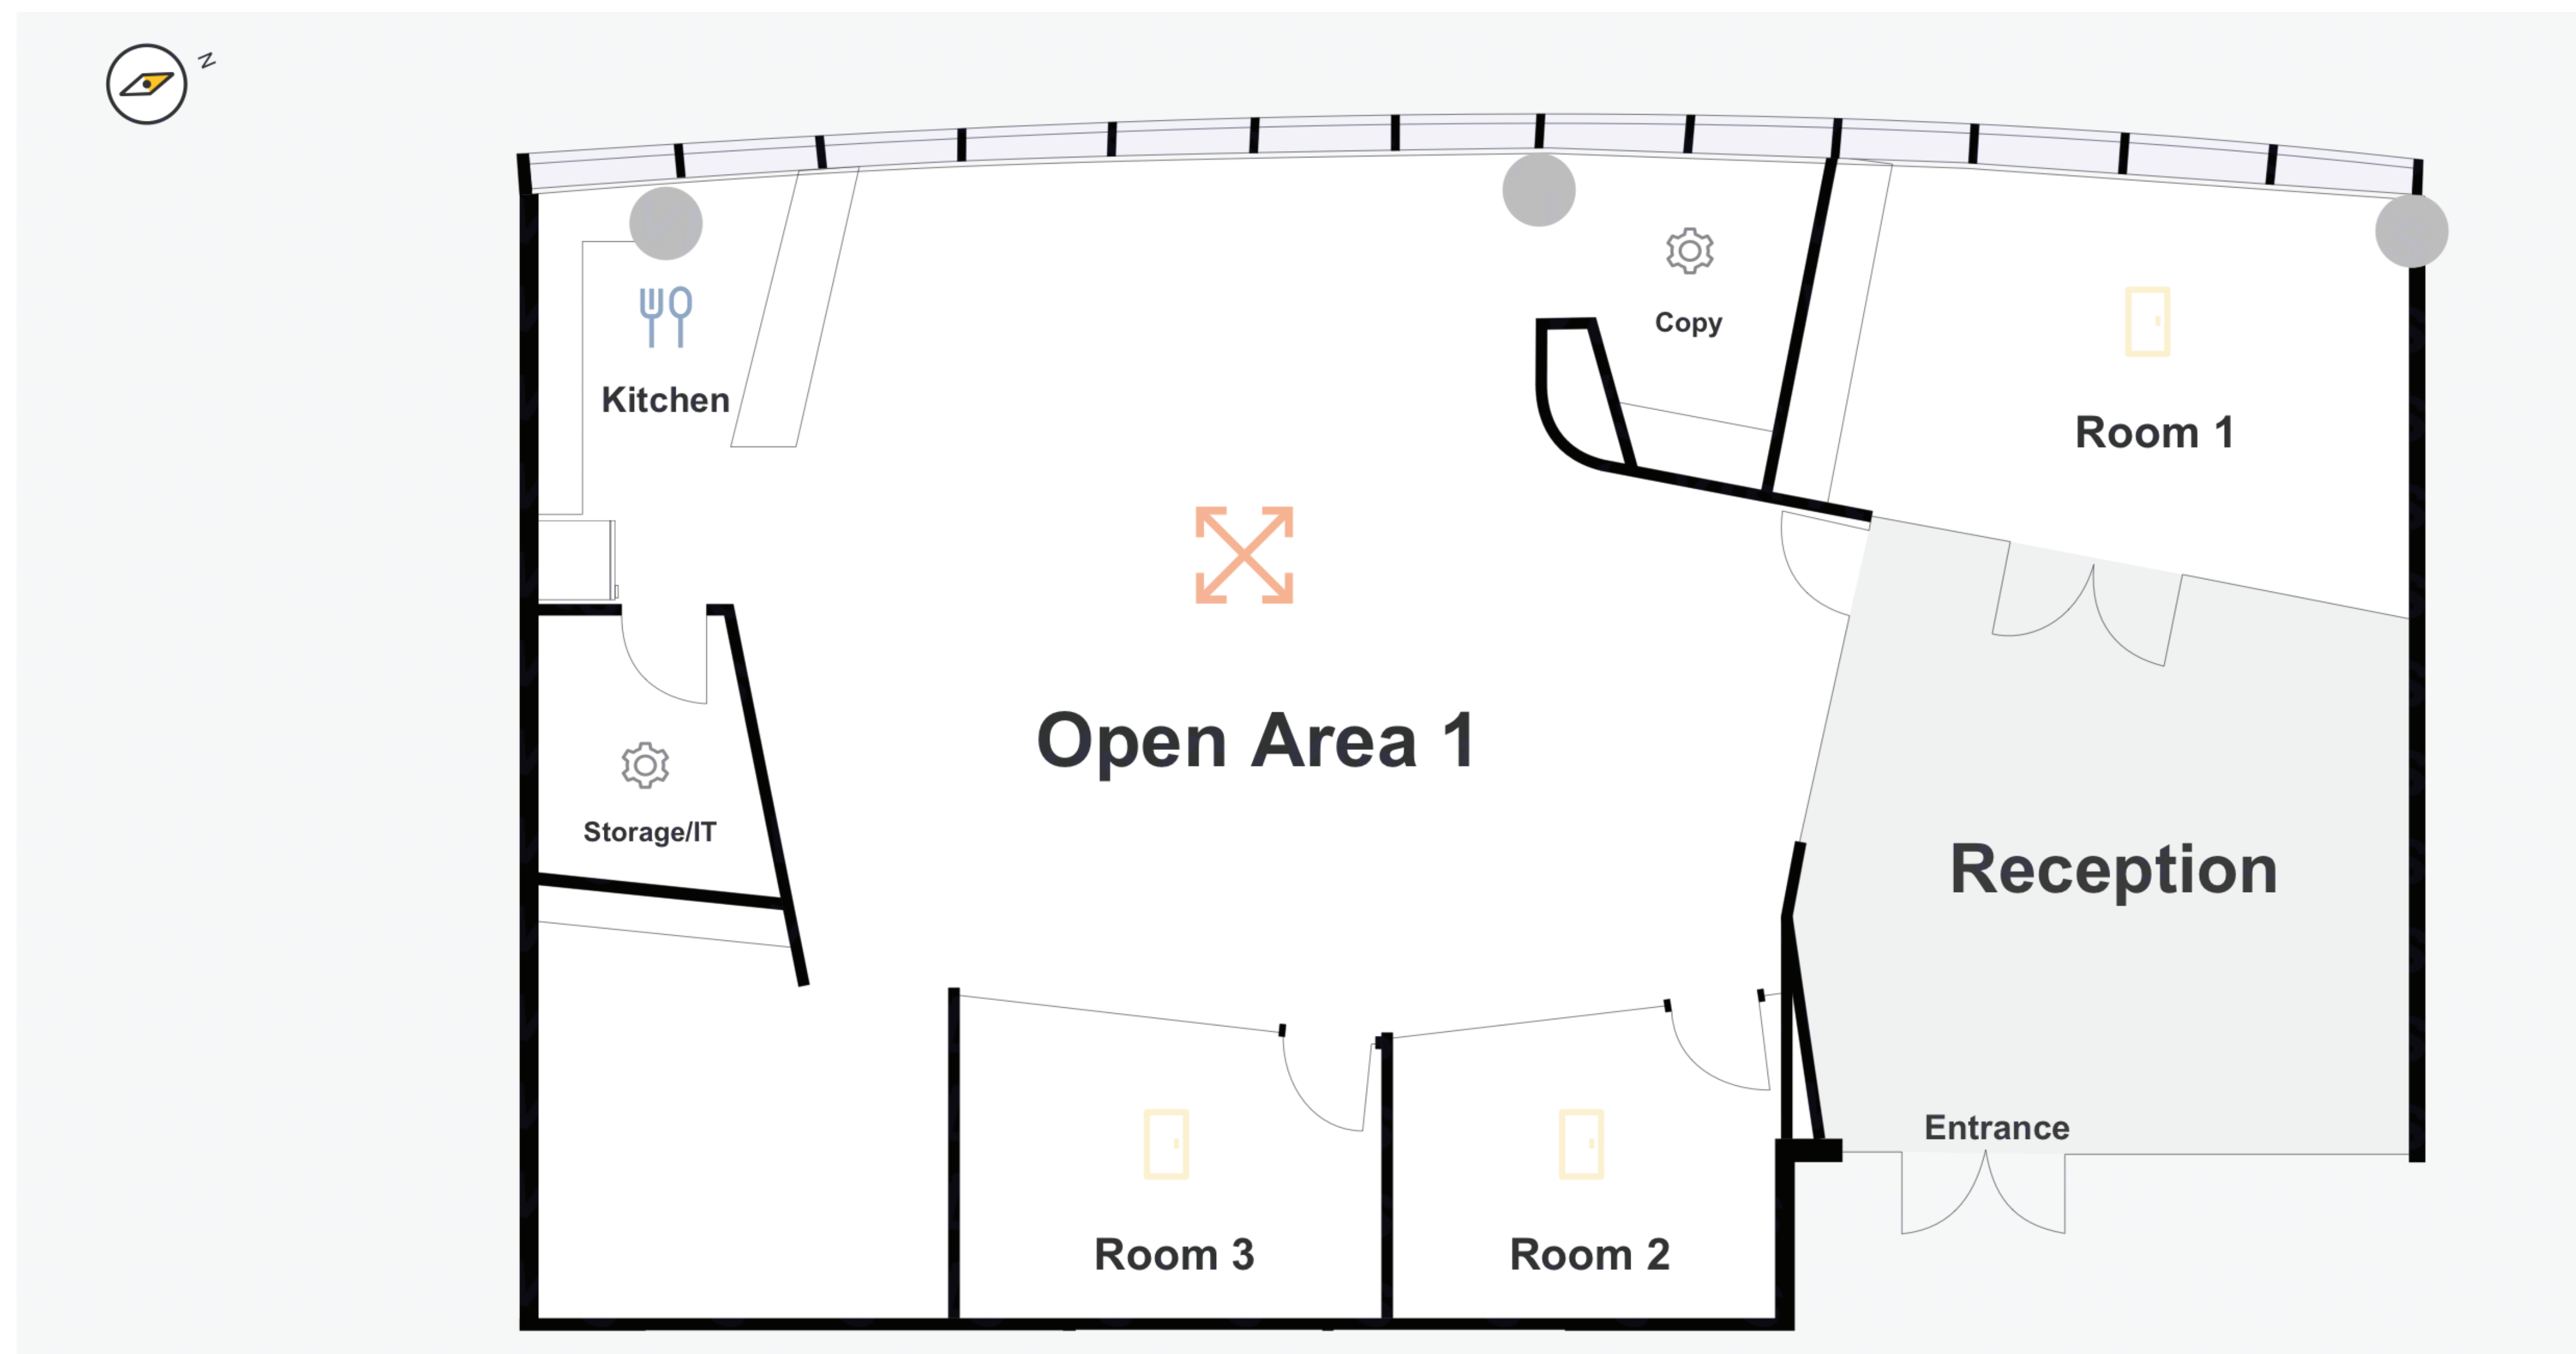 N
Copy
Kitchen
Room 1
Open Area 1
Storage/IT
Reception
Entrance
Room 3
Room 2